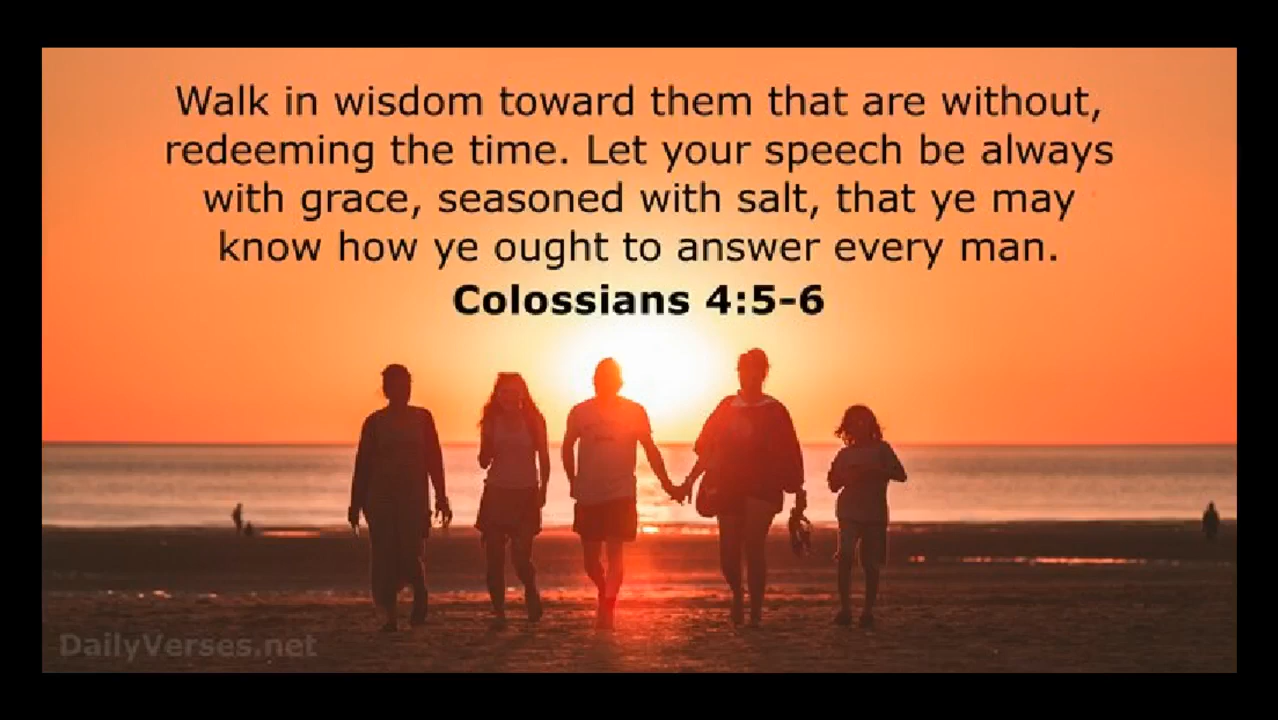 Walk in wisdom toward them that are without,
redeeming the time. Let your speech be always
with grace, seasoned with salt, that ye may
know how ye ought to answer every man.
Colossians 4:5-6
DailyVerses.net